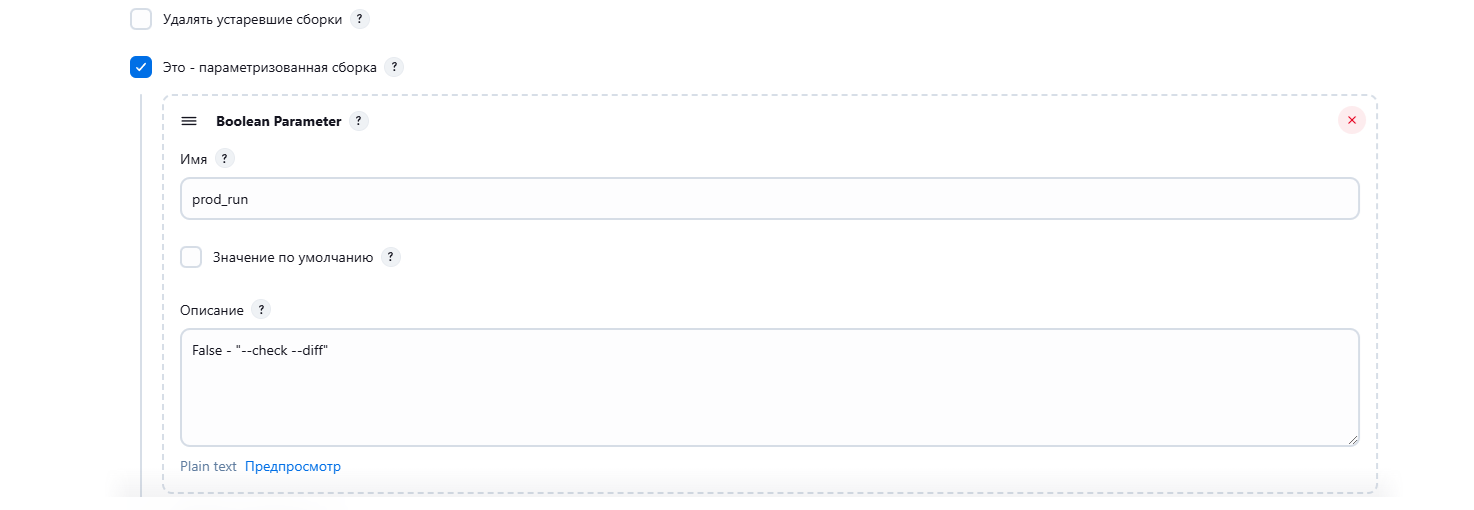 Удалять устаревшие сборки ?
Это - параметризованная сборка ?
Boolean Parameter ?
Имя ?
prod_run
Значение по умолчанию ?
Описание ?
False - "--check --diff"
Plain text Предпросмотр